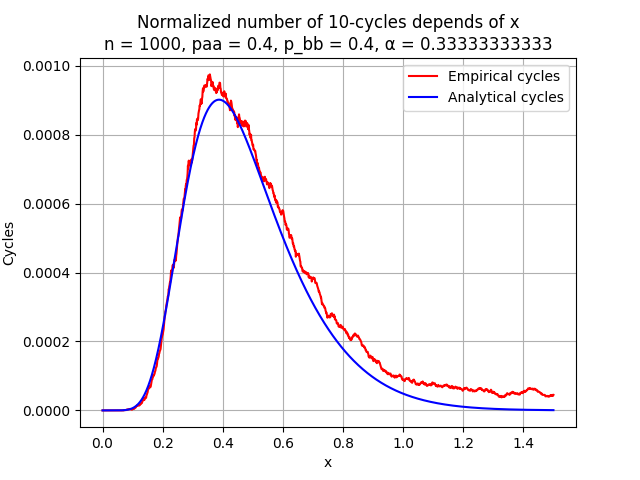 Normalized number of 10-cycles depends of x
n = 1000, paa = 0.4, p_bb = 0.4, α = 0.33333333333
Empirical cycles
Analytical cycles
0.0010
0.0008
0.0006
0.0004
0.0002
0.0000
Cycles
0.0 0.2 0.4 0.6 0.8 1.0 1.2 1.4
x